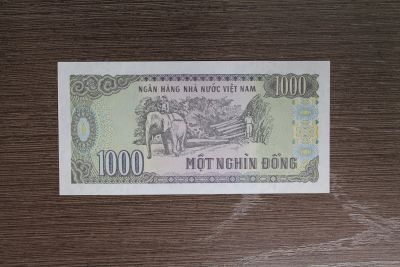 NGÂN HÀNG NHÀ NƯỚC VIỆT NAM
1000
1000
MỘT NGHÌN ĐỒNG